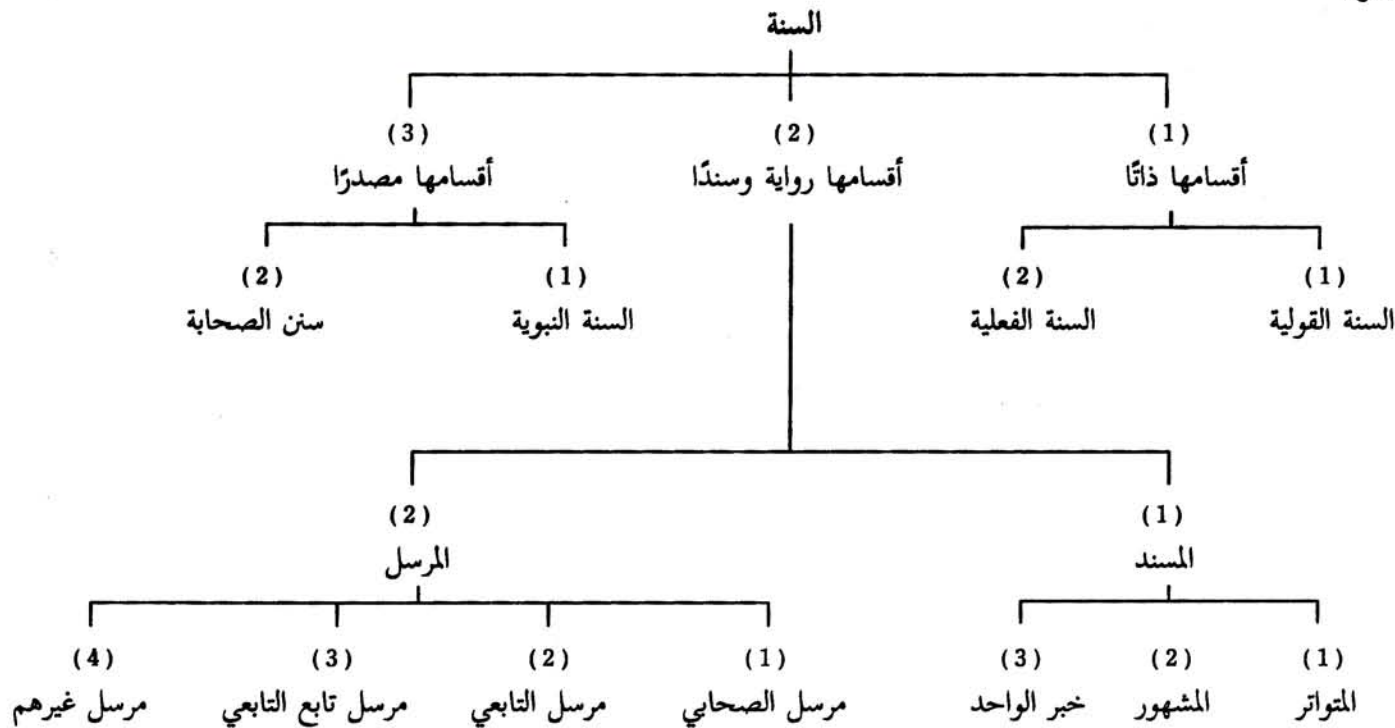 السنة
(1) (2) (3)
أقسامها ذاتًا أقسامها رواية وسندًا أقسامها مصدرًا
(1) (2) (1) (2)
السنة القولية السنة الفعلية السنة النبوية سنن الصحابة
(1) (2)
المسند المرسل
(1) (2) (3) (1) (2) (3) (4)
المتواتر المشهور خبر الواحد مرسل الصحابي مرسل التابعي مرسل تابع التابعي مرسل غيرهم